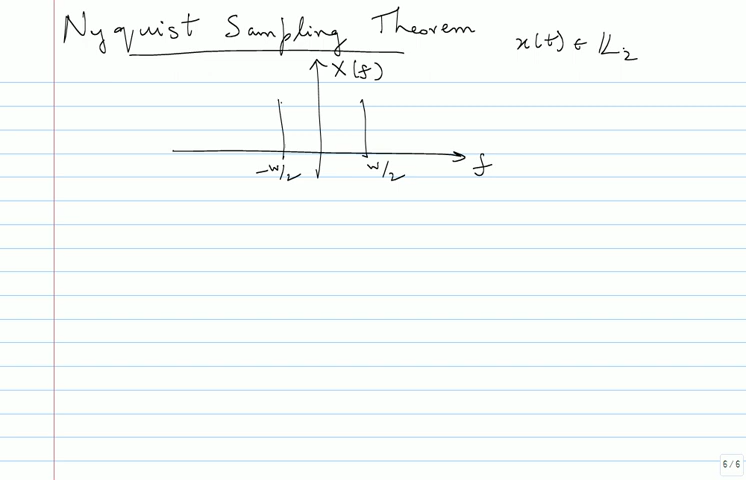 Nyquist Sampling Theorem
x(t) ∈ 𝕃₂
X(f)
-W/2
W/2
f
6/6